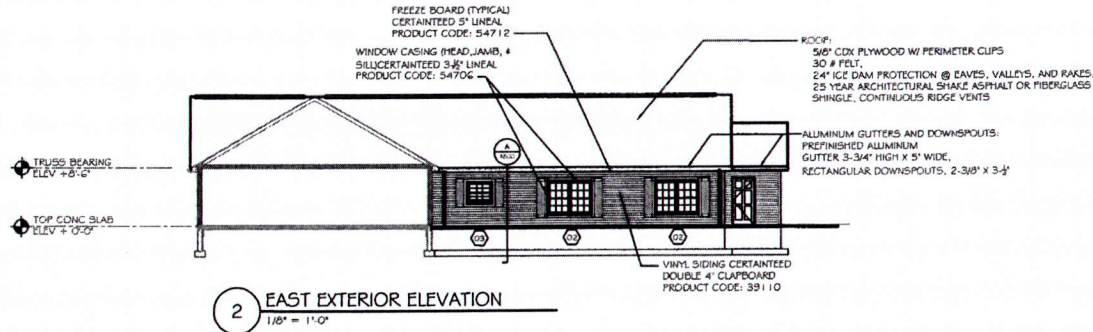 FREEZE BOARD (TYPICAL)
CERTAINTEED 5" LINEAL
PRODUCT CODE: 54712
WINDOW CASING (HEAD,JAMB, &
SILL)CERTAINTEED 3½" LINEAL
PRODUCT CODE: 54706
ROOF:
5/8" CDX PLYWOOD W/ PERIMETER CLIPS
30 # FELT,
24" ICE DAM PROTECTION @ EAVES, VALLEYS, AND RAKES,
25 YEAR ARCHITECTURAL SHAKE ASPHALT OR FIBERGLASS
SHINGLE, CONTINUOUS RIDGE VENTS
ALUMINUM GUTTERS AND DOWNSPOUTS:
PREFINISHED ALUMINUM
GUTTER 3-3/4" HIGH X 5" WIDE,
RECTANGULAR DOWNSPOUTS, 2-3/8" X 3-½"
A
TRUSS BEARING
ELEV +8'-6"
TOP CONC SLAB
ELEV + 0'-0"
03
02
02
VINYL SIDING CERTAINTEED
DOUBLE 4" CLAPBOARD
PRODUCT CODE: 39110
2
EAST EXTERIOR ELEVATION
1/8" = 1'-0"